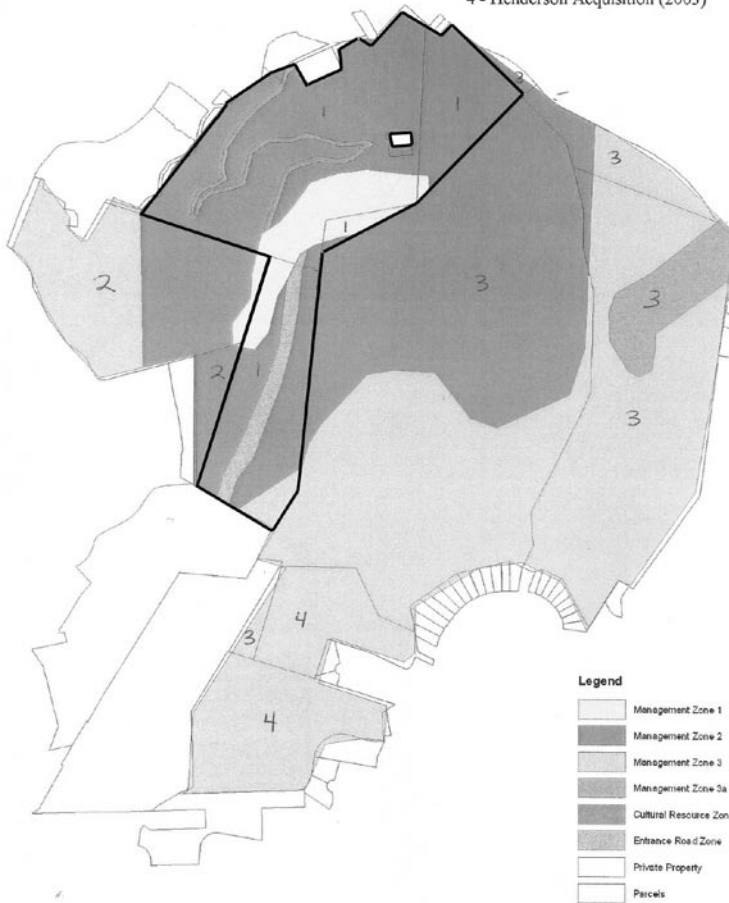 4 - Henderson Acquisition (2003)
3
1
1
3
1
2
3
3
2
1
3
4
3
4
Legend
Management Zone 1
Management Zone 2
Management Zone 3
Management Zone 3a
Cultural Resource Zon
Entrance Road Zone
Private Property
Parcels